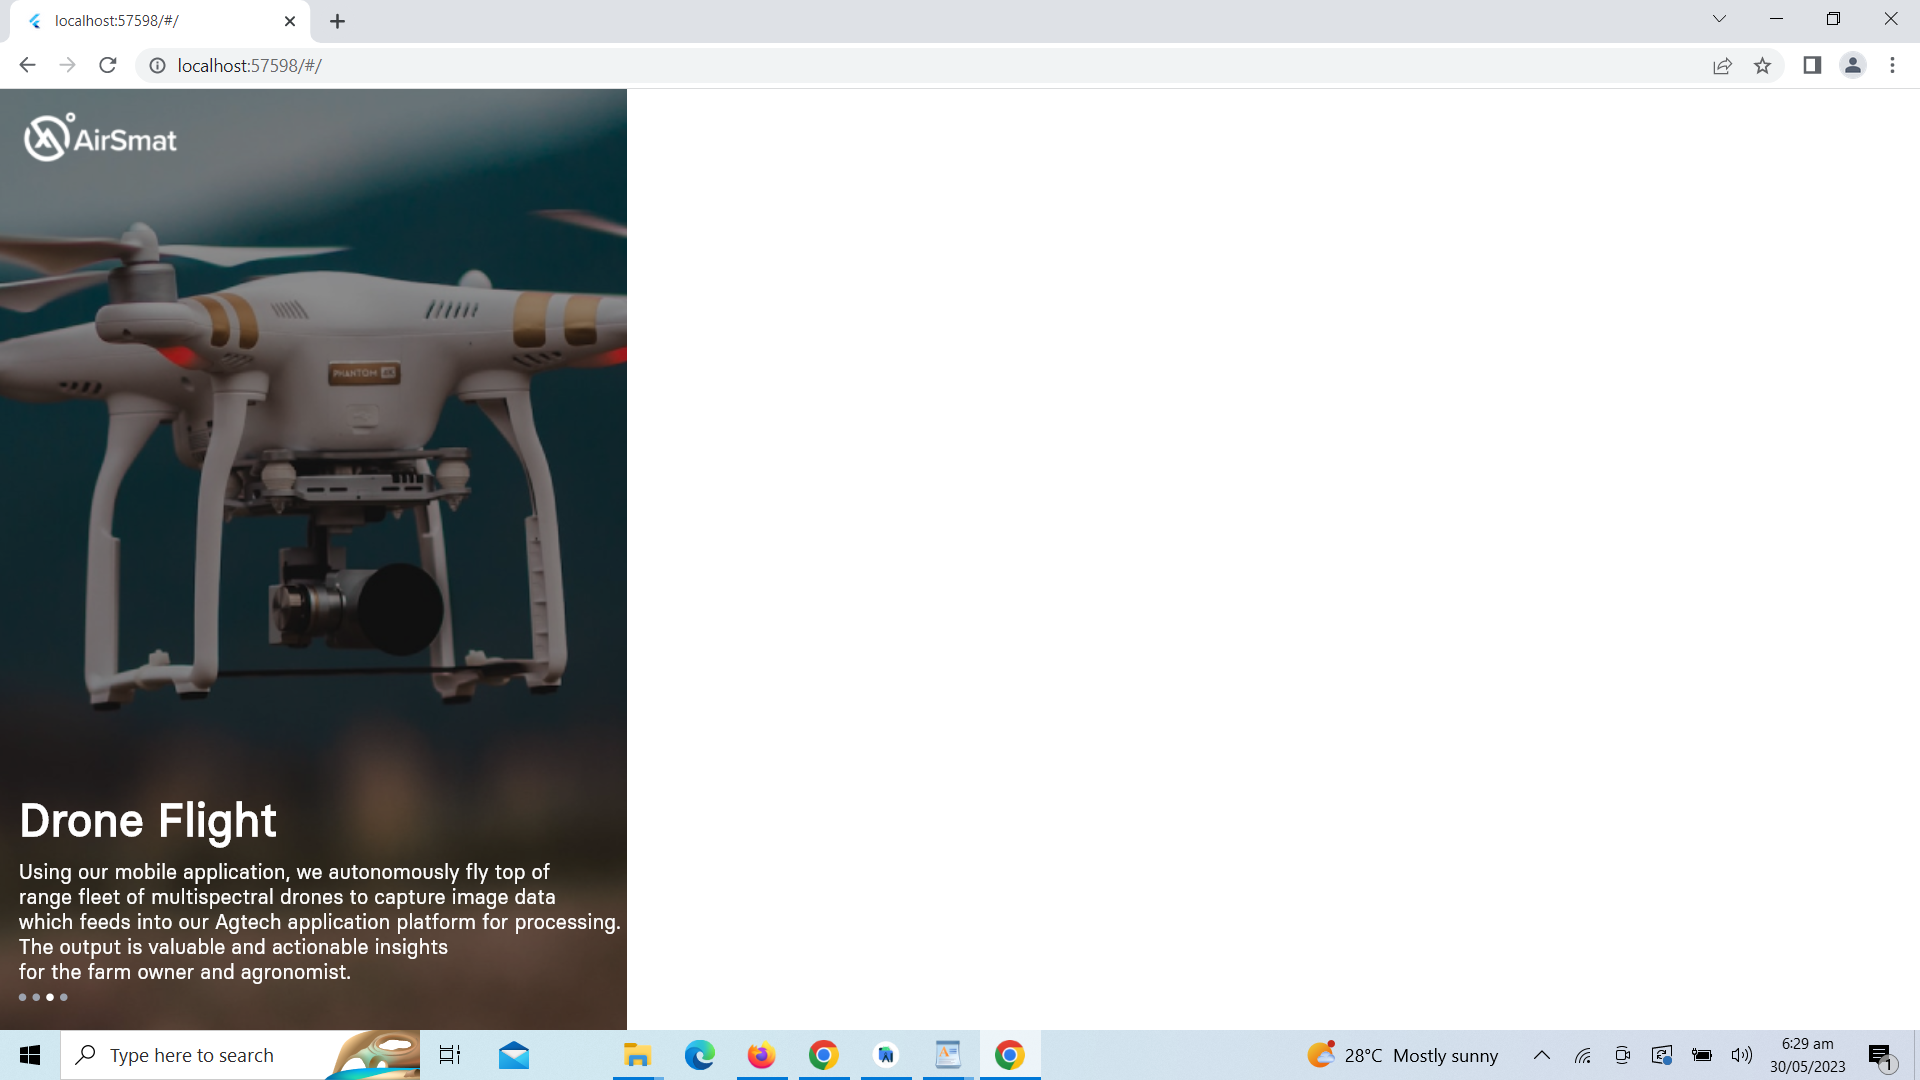 localhost:57598/#/
localhost:57598/#/
AirSmat
PHANTOM 4K
Drone Flight
Using our mobile application, we autonomously fly top of
range fleet of multispectral drones to capture image data
which feeds into our Agtech application platform for processing.
The output is valuable and actionable insights
for the farm owner and agronomist.
Type here to search
28°C Mostly sunny
6:29 am
30/05/2023
1